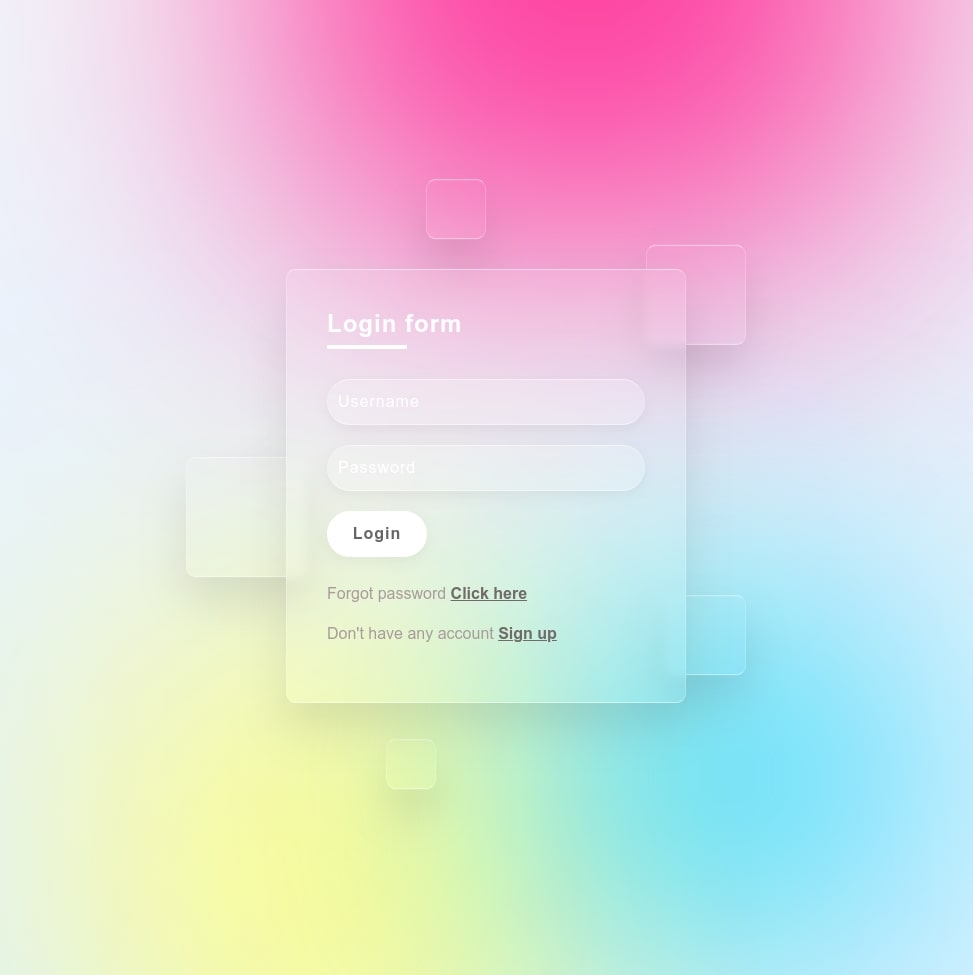 Login form
Username
Password
Login
Forgot password Click here
Don't have any account Sign up